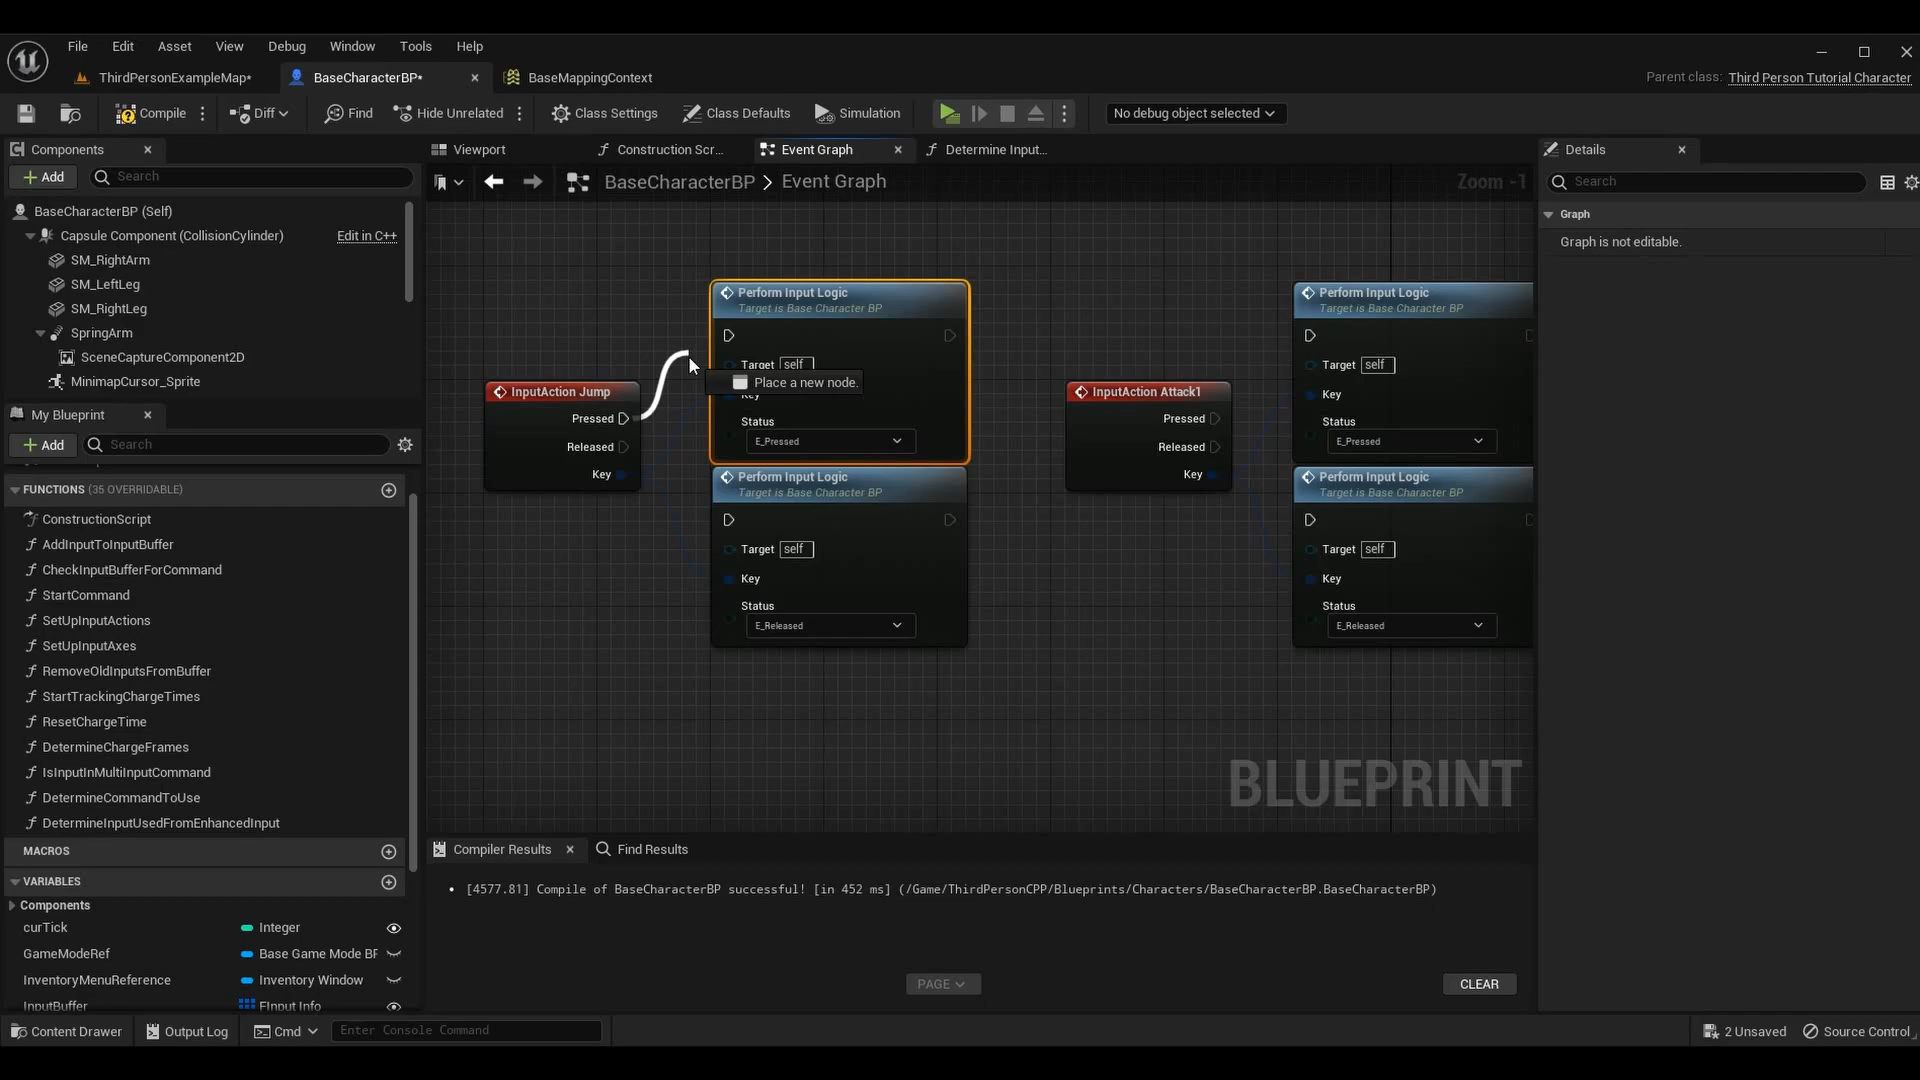 File Edit View Asset Debug Window Tools Help
ThirdPersonExampleMap*
BaseCharacterBP*
BaseMappingContext
Parent class: Third Person Tutorial Character
Compile
Diff
Find
Hide Unrelated
Class Settings
Class Defaults
Simulation
No debug object selected
Components
Viewport
Construction Scr...
Event Graph
Determine Input...
Details
Add
Search
BaseCharacterBP > Event Graph
Zoom -1
Search
BaseCharacterBP (Self)
Capsule Component (CollisionCylinder) Edit in C++
SM_RightArm
SM_LeftLeg
SM_RightLeg
SpringArm
SceneCaptureComponent2D
MinimapCursor_Sprite
My Blueprint
Add
Search
FUNCTIONS (35 OVERRIDABLE)
ConstructionScript
AddInputToInputBuffer
CheckInputBufferForCommand
StartCommand
SetUpInputActions
SetUpInputAxes
RemoveOldInputsFromBuffer
StartTrackingChargeTimes
ResetChargeTime
DetermineChargeFrames
IsInputInMultiInputCommand
DetermineCommandToUse
DetermineInputUsedFromEnhancedInput
MACROS
VARIABLES
Components
curTick Integer
GameModeRef Base Game Mode BP
InventoryMenuReference Inventory Window
InputBuffer FInput Info
InputAction Jump
Pressed
Released
Key
Perform Input Logic
Target is Base Character BP
Target self
Place a new node.
Key
Status
E_Pressed
Perform Input Logic
Target is Base Character BP
Target self
Key
Status
E_Released
InputAction Attack1
Pressed
Released
Key
Perform Input Logic
Target is Base Character BP
Target self
Key
Status
E_Pressed
Perform Input Logic
Target is Base Character BP
Target self
Key
Status
E_Released
BLUEPRINT
Graph
Graph is not editable.
Compiler Results
Find Results
• [4577.81] Compile of BaseCharacterBP successful! [in 452 ms] (/Game/ThirdPersonCPP/Blueprints/Characters/BaseCharacterBP.BaseCharacterBP)
PAGE
CLEAR
Content Drawer
Output Log
Cmd
Enter Console Command
2 Unsaved
Source Control